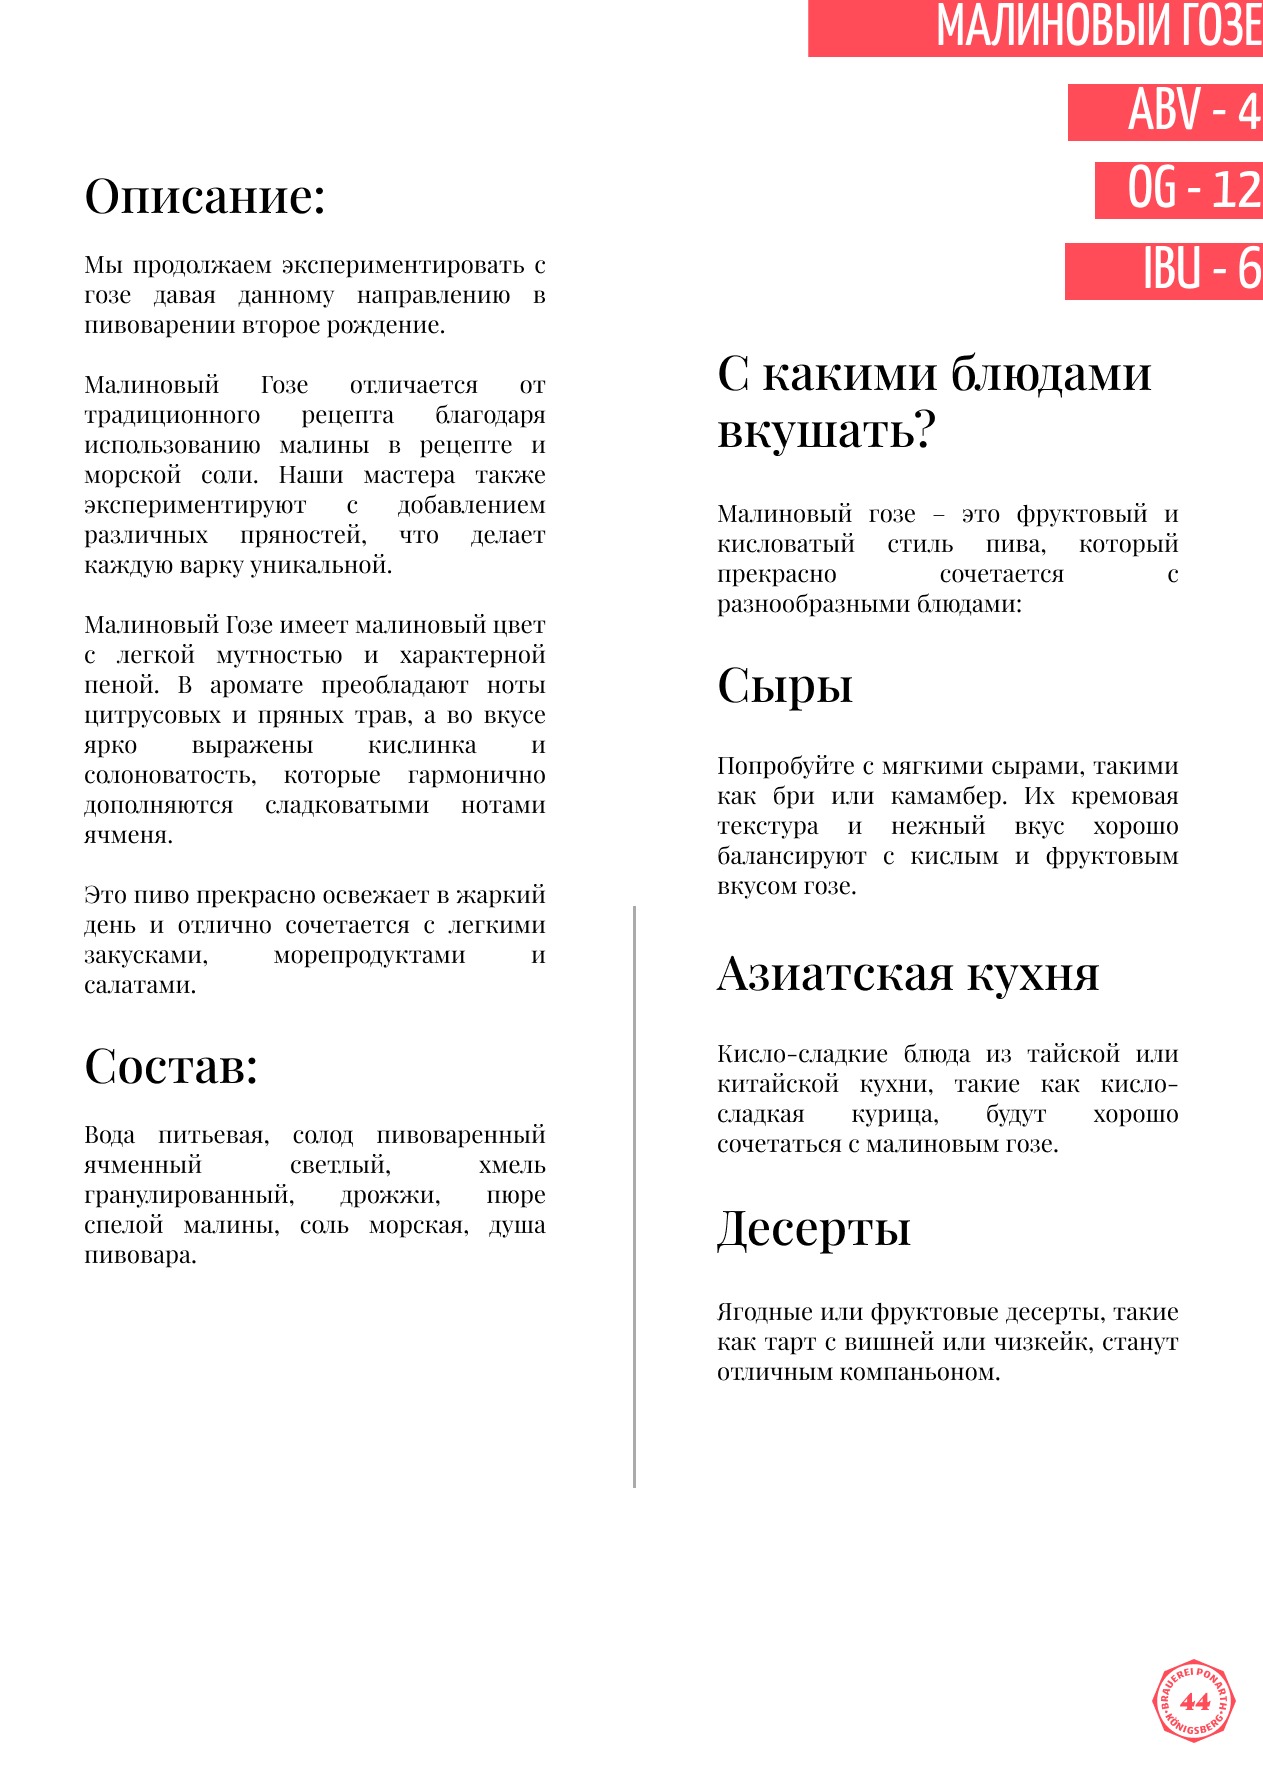 МАЛИНОВЫЙ ГОЗЕ
ABV - 4
OG - 12
IBU - 6
Описание:
Мы продолжаем экспериментировать с
гозе давая данному направлению в
пивоварении второе рождение.
Малиновый Гозе отличается от
традиционного рецепта благодаря
использованию малины в рецепте и
морской соли. Наши мастера также
экспериментируют с добавлением
различных пряностей, что делает
каждую варку уникальной.
Малиновый Гозе имеет малиновый цвет
с легкой мутностью и характерной
пеной. В аромате преобладают ноты
цитрусовых и пряных трав, а во вкусе
ярко выражены кислинка и
солоноватость, которые гармонично
дополняются сладковатыми нотами
ячменя.
Это пиво прекрасно освежает в жаркий
день и отлично сочетается с легкими
закусками, морепродуктами и
салатами.
Состав:
Вода питьевая, солод пивоваренный
ячменный светлый, хмель
гранулированный, дрожжи, пюре
спелой малины, соль морская, душа
пивовара.
С какими блюдами
вкушать?
Малиновый гозе – это фруктовый и
кисловатый стиль пива, который
прекрасно сочетается с
разнообразными блюдами:
Сыры
Попробуйте с мягкими сырами, такими
как бри или камамбер. Их кремовая
текстура и нежный вкус хорошо
балансируют с кислым и фруктовым
вкусом гозе.
Азиатская кухня
Кисло-сладкие блюда из тайской или
китайской кухни, такие как кисло-
сладкая курица, будут хорошо
сочетаться с малиновым гозе.
Десерты
Ягодные или фруктовые десерты, такие
как тарт с вишней или чизкейк, станут
отличным компаньоном.
BRAUEREI PONARTH
44
KÖNIGSBERG